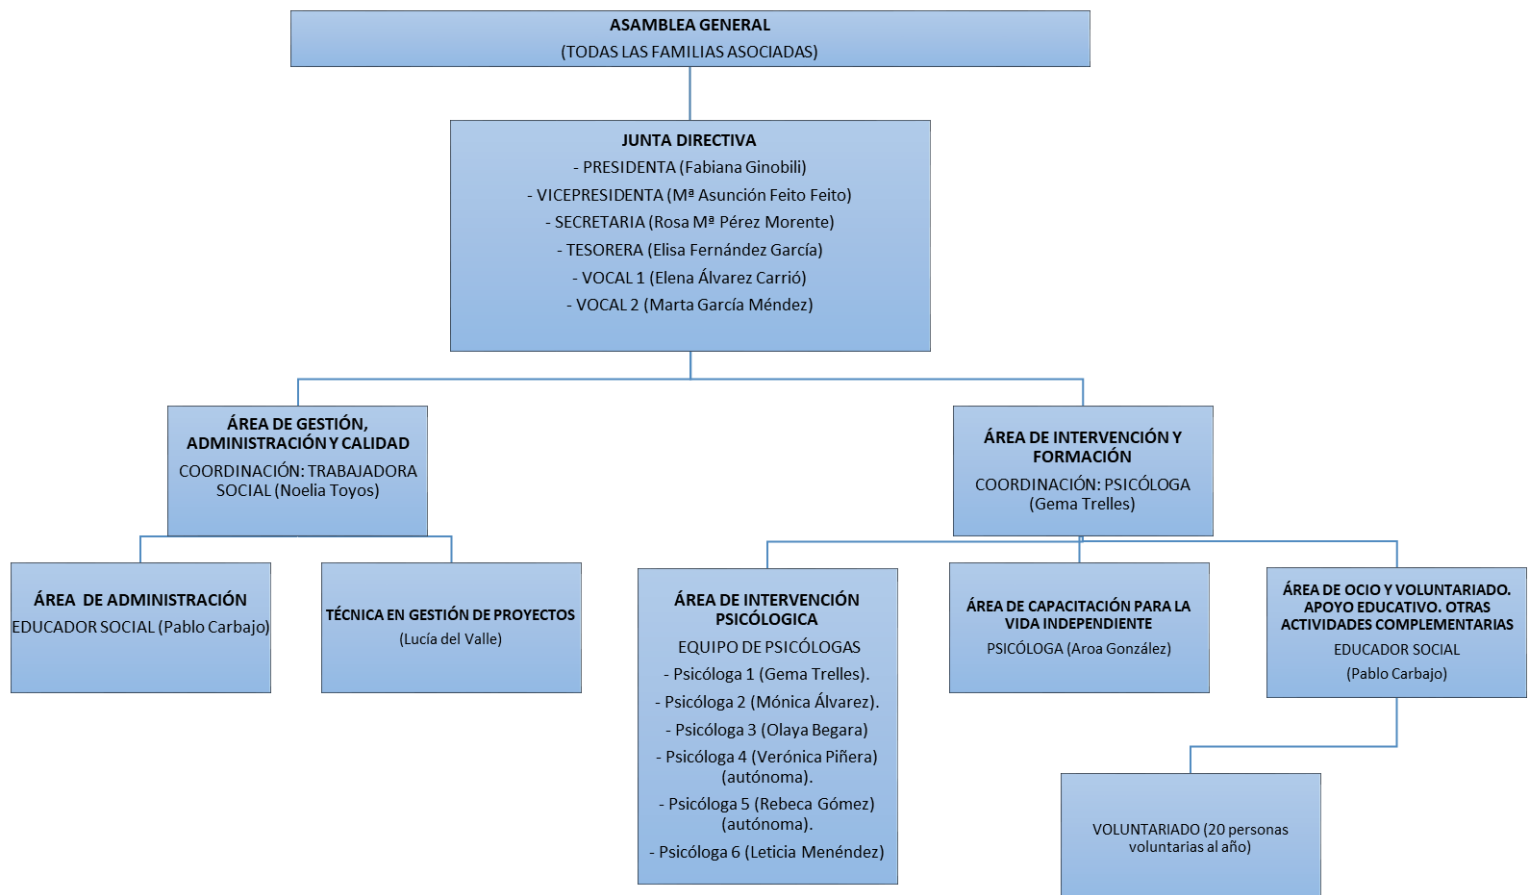 ASAMBLEA GENERAL
(TODAS LAS FAMILIAS ASOCIADAS)
JUNTA DIRECTIVA
- PRESIDENTA (Fabiana Ginobili)
- VICEPRESIDENTA (Mª Asunción Feito Feito)
- SECRETARIA (Rosa Mª Pérez Morente)
- TESORERA (Elisa Fernández García)
- VOCAL 1 (Elena Álvarez Carrió)
- VOCAL 2 (Marta García Méndez)
ÁREA DE GESTIÓN,
ADMINISTRACIÓN Y CALIDAD
COORDINACIÓN: TRABAJADORA
SOCIAL (Noelia Toyos)
ÁREA DE INTERVENCIÓN Y
FORMACIÓN
COORDINACIÓN: PSICÓLOGA
(Gema Trelles)
ÁREA DE ADMINISTRACIÓN
EDUCADOR SOCIAL (Pablo Carbajo)
TÉCNICA EN GESTIÓN DE PROYECTOS
(Lucía del Valle)
ÁREA DE INTERVENCIÓN
PSICÓLOGICA
EQUIPO DE PSICÓLOGAS
- Psicóloga 1 (Gema Trelles).
- Psicóloga 2 (Mónica Álvarez).
- Psicóloga 3 (Olaya Begara)
- Psicóloga 4 (Verónica Piñera)
(autónoma).
- Psicóloga 5 (Rebeca Gómez)
(autónoma).
- Psicóloga 6 (Leticia Menéndez)
ÁREA DE CAPACITACIÓN PARA LA
VIDA INDEPENDIENTE
PSICÓLOGA (Aroa González)
ÁREA DE OCIO Y VOLUNTARIADO.
APOYO EDUCATIVO. OTRAS
ACTIVIDADES COMPLEMENTARIAS
EDUCADOR SOCIAL
(Pablo Carbajo)
VOLUNTARIADO (20 personas
voluntarias al año)